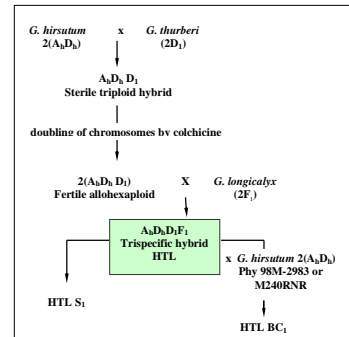 G. hirsutum x G. thurberi
2(AhDh) (2D1)
AhDh D1
Sterile triploid hybrid
doubling of chromosomes by colchicine
2(AhDh D1) X G. longicalyx
Fertile allohexaploid (2F1)
AhDhD1F1
Trispecific hybrid
HTL
x G. hirsutum 2(AhDh)
Phy 98M-2983 or
M240RNR
HTL S1
HTL BC1